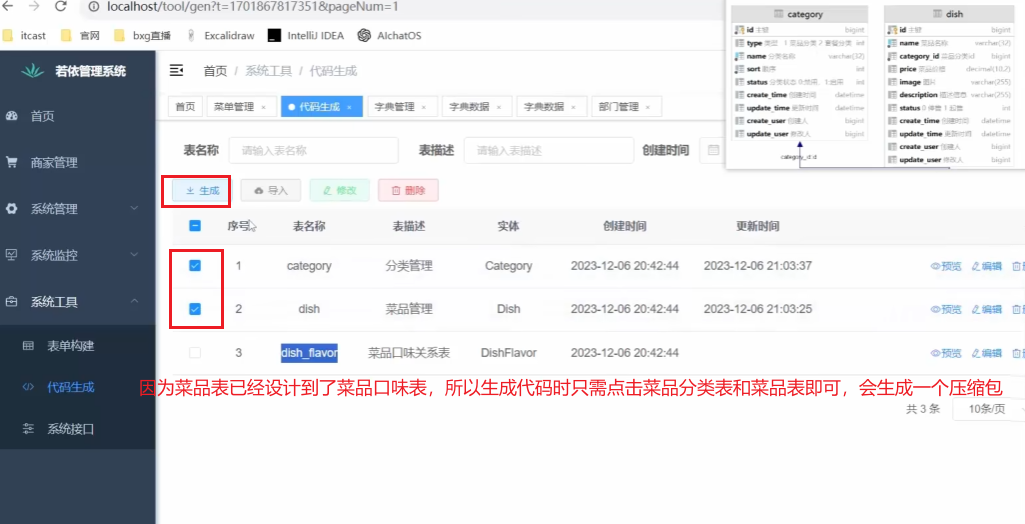 localhost/tool/gen?t=1701867817351&pageNum=1
itcast 官网 bxg直播 Excalidraw IntelliJ IDEA AIchatOS
category
id 主键 bigint
type 类型 1 菜品分类 2 套餐分类 int
name 分类名称 varchar(32)
sort 顺序 int
status 分类状态 0:禁用,1:启用 int
create_time 创建时间 datetime
update_time 更新时间 datetime
create_user 创建人 bigint
update_user 修改人 bigint
category_id:id
dish
id 主键 bigint
name 菜品名称 varchar(32)
category_id 菜品分类id bigint
price 菜品价格 decimal(10,2)
image 图片 varchar(255)
description 描述信息 varchar(255)
status 0 停售 1 起售 int
create_time 创建时间 datetime
update_time 更新时间 datetime
create_user 创建人 bigint
update_user 修改人 bigint
若依管理系统
首页
商家管理
系统管理
系统监控
系统工具
表单构建
代码生成
系统接口
首页 / 系统工具 / 代码生成
首页 菜单管理 × 代码生成 × 字典管理 × 字典数据 × 字典数据 × 部门管理 ×
表名称 请输入表名称 表描述 请输入表描述 创建时间
生成 导入 修改 删除
序号 表名称 表描述 实体 创建时间 更新时间
1 category 分类管理 Category 2023-12-06 20:42:44 2023-12-06 21:03:37 预览 编辑
2 dish 菜品管理 Dish 2023-12-06 20:42:44 2023-12-06 21:03:25 预览 编辑
3 dish_flavor 菜品口味关系表 DishFlavor 2023-12-06 20:42:44 预览 编辑
因为菜品表已经设计到了菜品口味表，所以生成代码时只需点击菜品分类表和菜品表即可，会生成一个压缩包
共 3 条 10条/页